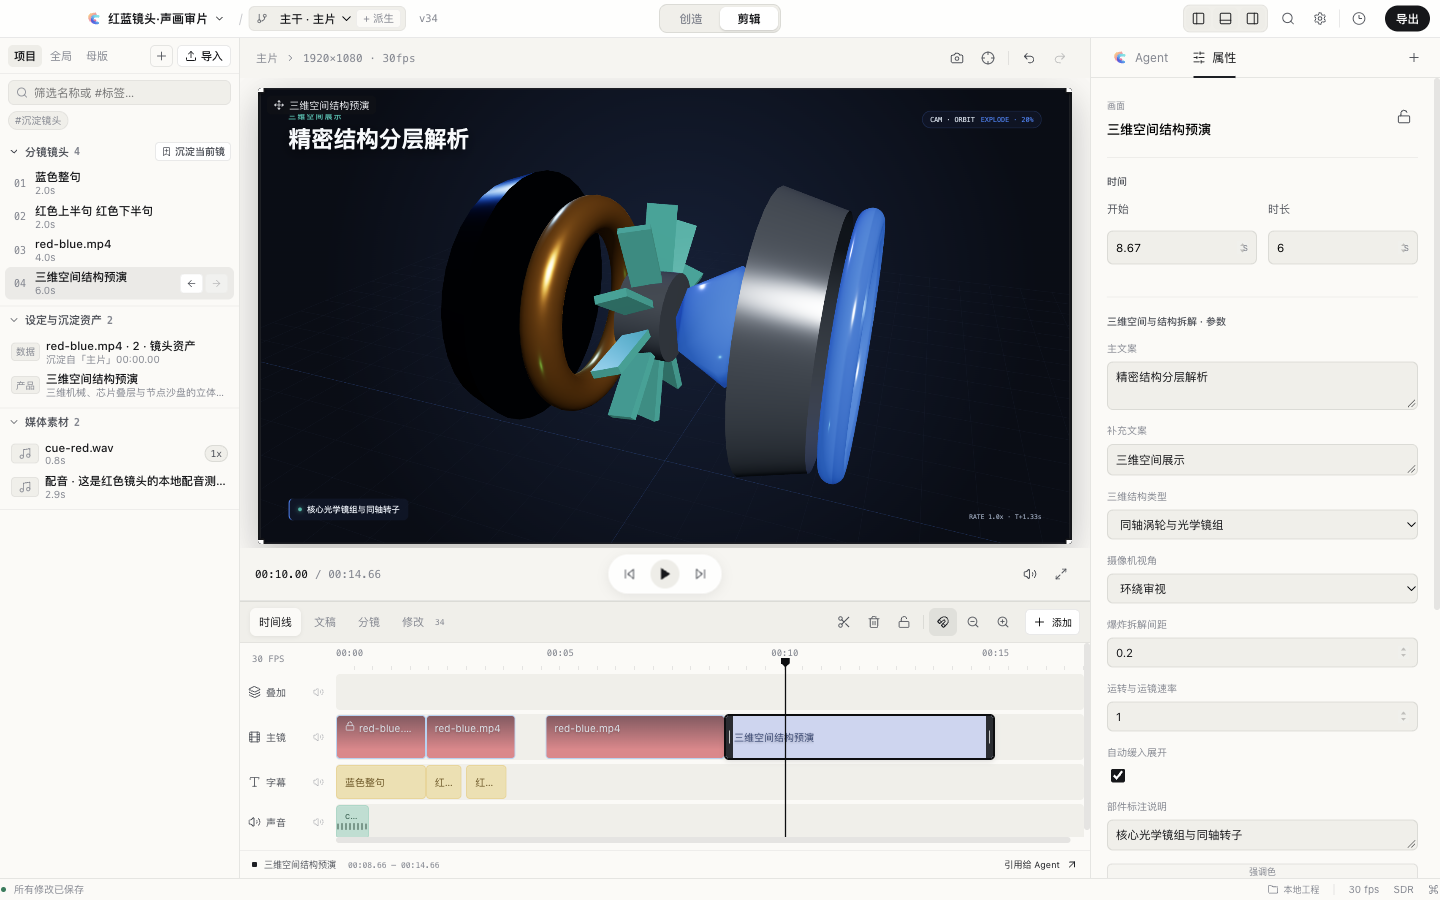 红蓝镜头·声画审片
/
主干 · 主片
+ 派生
v34
创造
剪辑
导出
项目
全局
母版
导入
筛选名称或 #标签...
#沉淀镜头
分镜镜头 4
沉淀当前镜
01
蓝色整句
2.0s
02
红色上半句 红色下半句
2.0s
03
red-blue.mp4
4.0s
04
三维空间结构预演
6.0s
设定与沉淀资产 2
数据
red-blue.mp4 · 2 · 镜头资产
沉淀自「主片」00:00.00
产品
三维空间结构预演
三维机械、芯片叠层与节点沙盘的立体...
媒体素材 2
cue-red.wav
0.8s
1x
配音 · 这是红色镜头的本地配音测...
2.9s
主片
1920×1080 · 30fps
三维空间结构预演
三维空间展示
精密结构分层解析
CAM · ORBIT EXPLODE · 20%
核心光学镜组与同轴转子
RATE 1.0x · T+1.33s
00:10.00 / 00:14.66
时间线
文稿
分镜
修改 34
添加
30 FPS
00:00
00:05
00:10
00:15
叠加
主镜
red-blue....
red-blue.mp4
red-blue.mp4
三维空间结构预演
字幕
蓝色整句
红...
红...
声音
c...
三维空间结构预演
00:08.66 – 00:14.66
引用给 Agent
Agent
属性
画面
三维空间结构预演
时间
开始
时长
8.67
s
6
s
三维空间与结构拆解 · 参数
主文案
精密结构分层解析
补充文案
三维空间展示
三维结构类型
同轴涡轮与光学镜组
摄像机视角
环绕审视
爆炸拆解间距
0.2
运转与运镜速率
1
自动缓入展开
部件标注说明
核心光学镜组与同轴转子
强调色
所有修改已保存
本地工程
30 fps
SDR
⌘